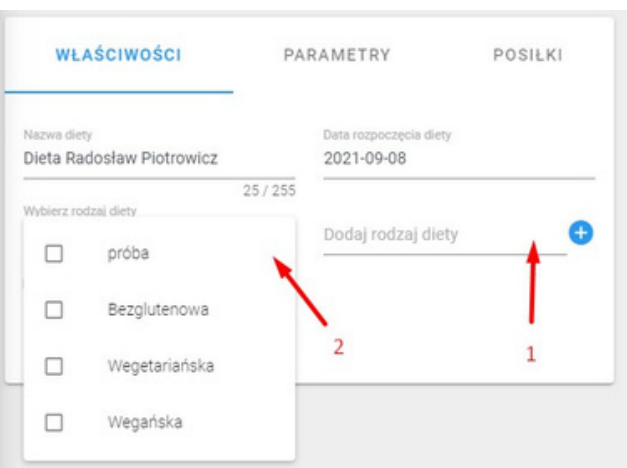 WŁAŚCIWOŚCI PARAMETRY POSIŁKI
Nazwa diety Data rozpoczęcia diety
Dieta Radosław Piotrowicz 2021-09-08
25 / 255
Wybierz rodzaj diety
Dodaj rodzaj diety
próba
Bezglutenowa
2 1
Wegetariańska
Wegańska